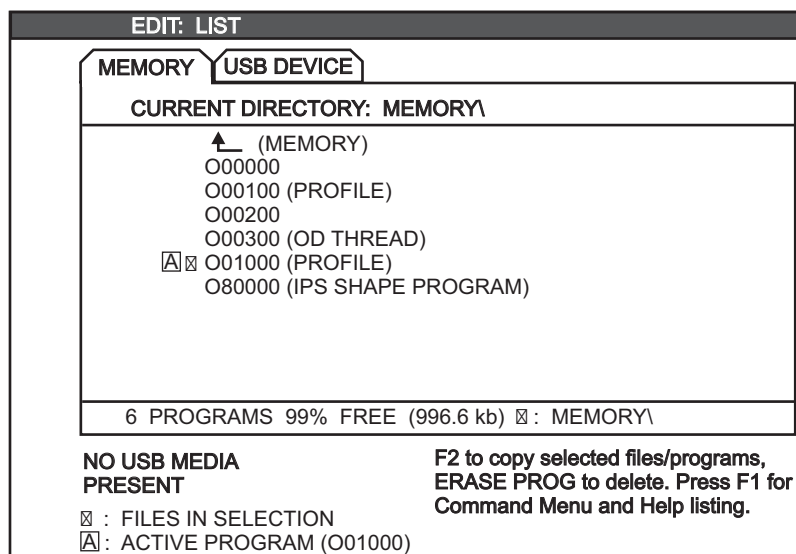 EDIT: LIST
MEMORY USB DEVICE
CURRENT DIRECTORY: MEMORY\
(MEMORY)
O00000
O00100 (PROFILE)
O00200
O00300 (OD THREAD)
A ☒ O01000 (PROFILE)
O80000 (IPS SHAPE PROGRAM)
6 PROGRAMS 99% FREE (996.6 kb) ☒ : MEMORY\
NO USB MEDIA
PRESENT
☒ : FILES IN SELECTION
A : ACTIVE PROGRAM (O01000)
F2 to copy selected files/programs,
ERASE PROG to delete. Press F1 for
Command Menu and Help listing.